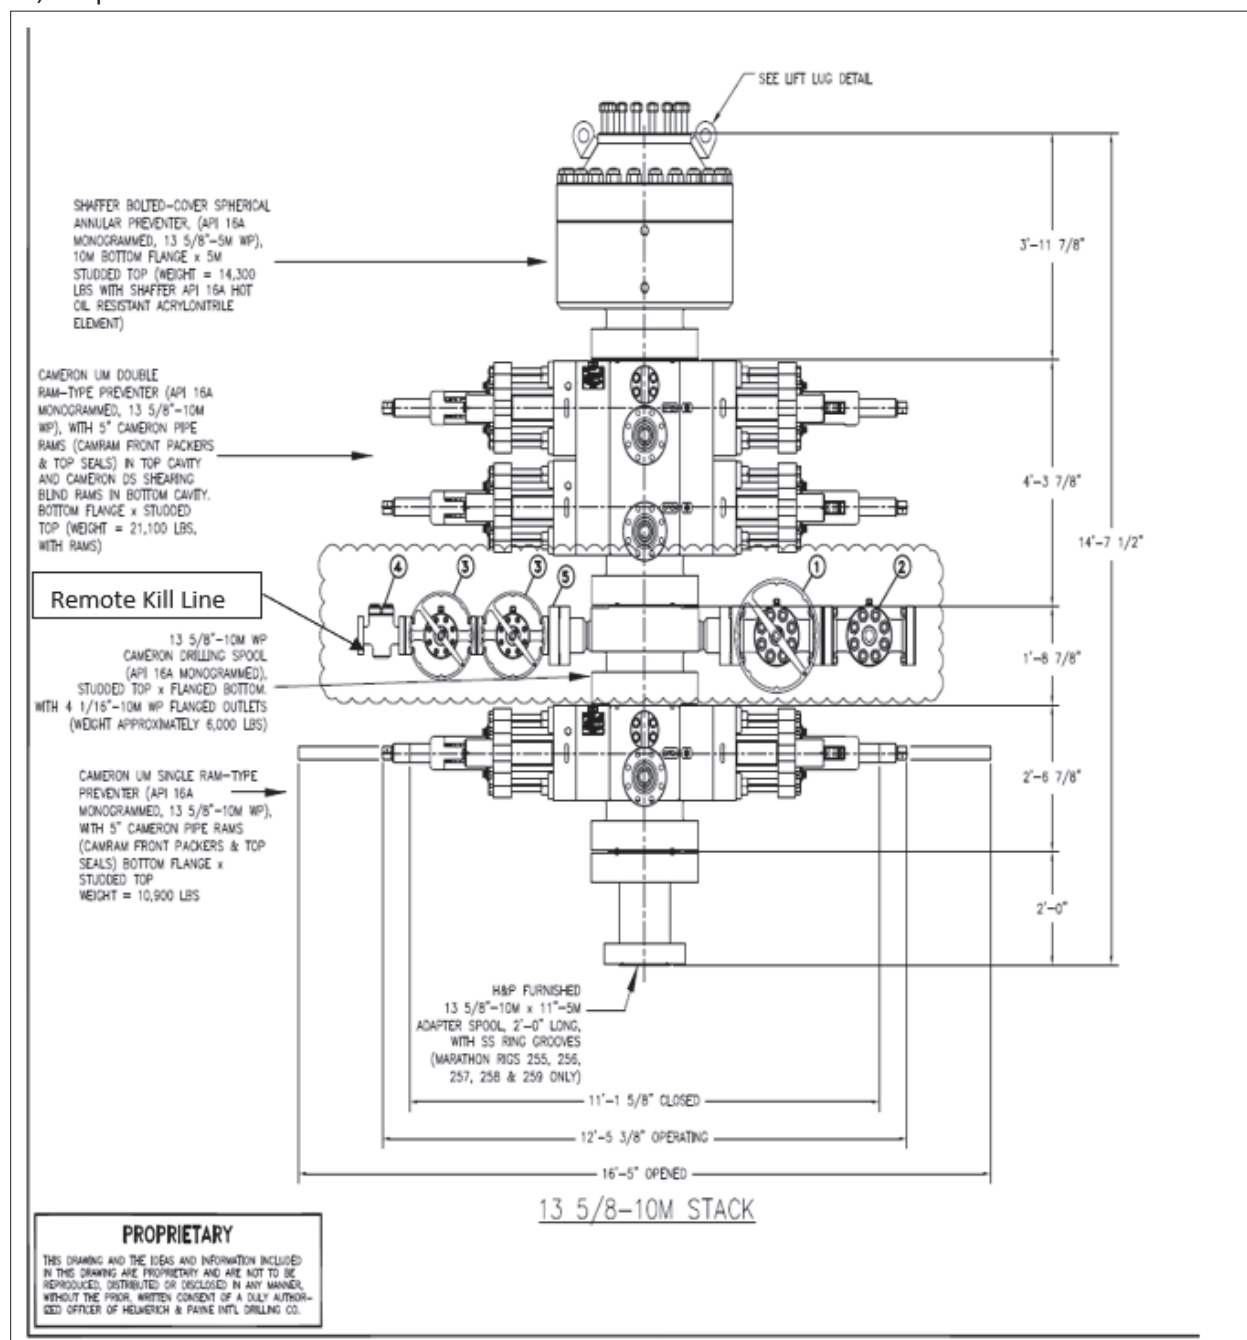 SEE LIFT LUG DETAIL
SHAFFER BOLTED-COVER SPHERICAL
ANNULAR PREVENTER, (API 16A
MONOGRAMMED, 13 5/8"-5M WP),
10M BOTTOM FLANGE x 5M
STUDDED TOP (WEIGHT = 14,300
LBS WITH SHAFFER API 16A HOT
OIL RESISTANT ACRYLONITRILE
ELEMENT)
3'-11 7/8"
CAMERON UM DOUBLE
RAM-TYPE PREVENTER (API 16A
MONOGRAMMED, 13 5/8"-10M
WP), WITH 5" CAMERON PIPE
RAMS (CAMRAM FRONT PACKERS
& TOP SEALS) IN TOP CAVITY
AND CAMERON DS SHEARING
BLIND RAMS IN BOTTOM CAVITY.
BOTTOM FLANGE x STUDDED
TOP (WEIGHT = 21,100 LBS,
WITH RAMS)
4'-3 7/8"
14'-7 1/2"
4
3
3
5
1
2
Remote Kill Line
13 5/8"-10M WP
CAMERON DRILLING SPOOL
(API 16A MONOGRAMMED),
STUDDED TOP x FLANGED BOTTOM.
WITH 4 1/16"-10M WP FLANGED OUTLETS
(WEIGHT APPROXIMATELY 6,000 LBS)
1'-8 7/8"
CAMERON UM SINGLE RAM-TYPE
PREVENTER (API 16A
MONOGRAMMED, 13 5/8"-10M WP),
WITH 5" CAMERON PIPE RAMS
(CAMRAM FRONT PACKERS & TOP
SEALS) BOTTOM FLANGE x
STUDDED TOP
WEIGHT = 10,900 LBS
2'-6 7/8"
2'-0"
H&P FURNISHED
13 5/8"-10M x 11"-5M
ADAPTER SPOOL, 2'-0" LONG,
WITH SS RING GROOVES
(MARATHON RIGS 255, 256,
257, 258 & 259 ONLY)
11'-1 5/8" CLOSED
12'-5 3/8" OPERATING
16'-5" OPENED
13 5/8-10M STACK
PROPRIETARY
THIS DRAWING AND THE IDEAS AND INFORMATION INCLUDED
IN THIS DRAWING ARE PROPRIETARY AND ARE NOT TO BE
REPRODUCED, DISTRIBUTED OR DISCLOSED IN ANY MANNER,
WITHOUT THE PRIOR, WRITTEN CONSENT OF A DULY AUTHOR-
IZED OFFICER OF HELMERICH & PAYNE INT'L DRILLING CO.